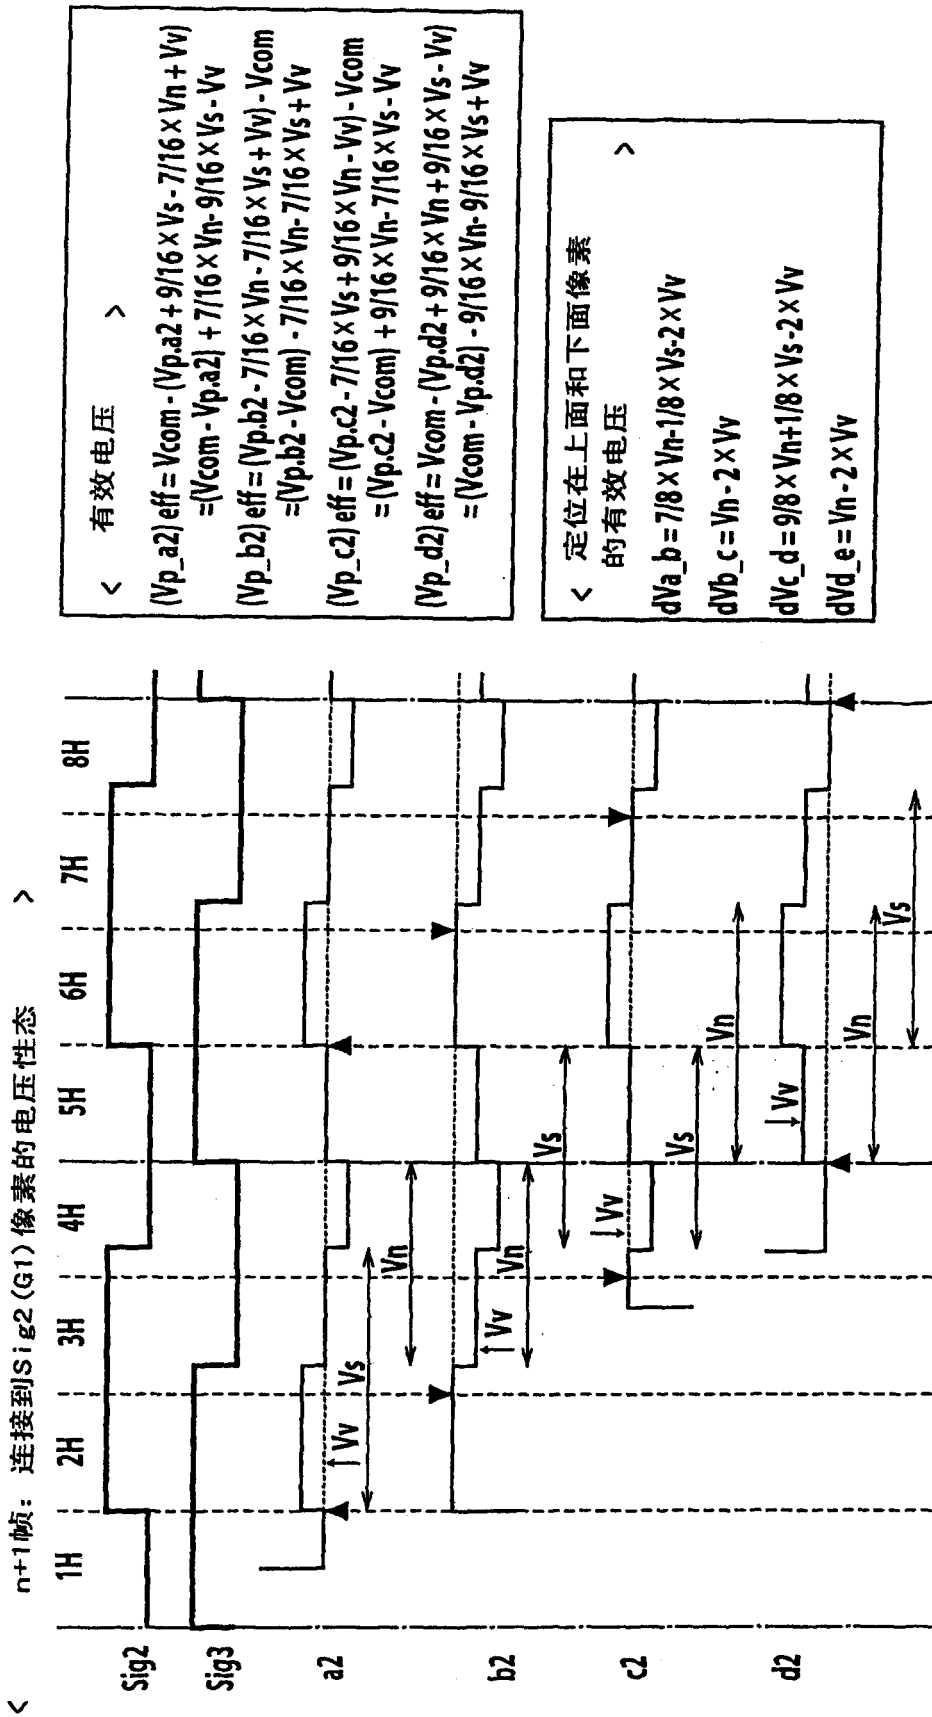 < n+1帧: 连接到Sig2(G1)像素的电压性态 >
1H 2H 3H 4H 5H 6H 7H 8H
Sig2
Sig3
a2
Vv
Vs
Vn
b2
Vv
Vn
Vs
c2
Vv
Vs
Vn
d2
Vv
Vn
Vs
< 有效电压 >
(Vp_a2) eff = Vcom - (Vp.a2 + 9/16 × Vs - 7/16 × Vn + Vv)
=(Vcom - Vp.a2) + 7/16 × Vn- 9/16 × Vs - Vv
(Vp_b2) eff = (Vp.b2 - 7/16 × Vn - 7/16 × Vs + Vv) - Vcom
=(Vp.b2 - Vcom) - 7/16 × Vn - 7/16 × Vs + Vv
(Vp_c2) eff = (Vp.c2 - 7/16 × Vs + 9/16 × Vn - Vv) - Vcom
= (Vp.c2 - Vcom) + 9/16 × Vn - 7/16 × Vs - Vv
(Vp_d2) eff = Vcom - (Vp.d2 + 9/16 × Vn + 9/16 × Vs - Vv)
=(Vcom - Vp.d2) - 9/16 × Vn- 9/16 × Vs + Vv
< 定位在上面和下面像素
的有效电压 >
dVa_b = 7/8 × Vn-1/8 × Vs-2 × Vv
dVb_c = Vn - 2 × Vv
dVc_d = 9/8 × Vn+1/8 × Vs-2 × Vv
dVd_e = Vn - 2 × Vv